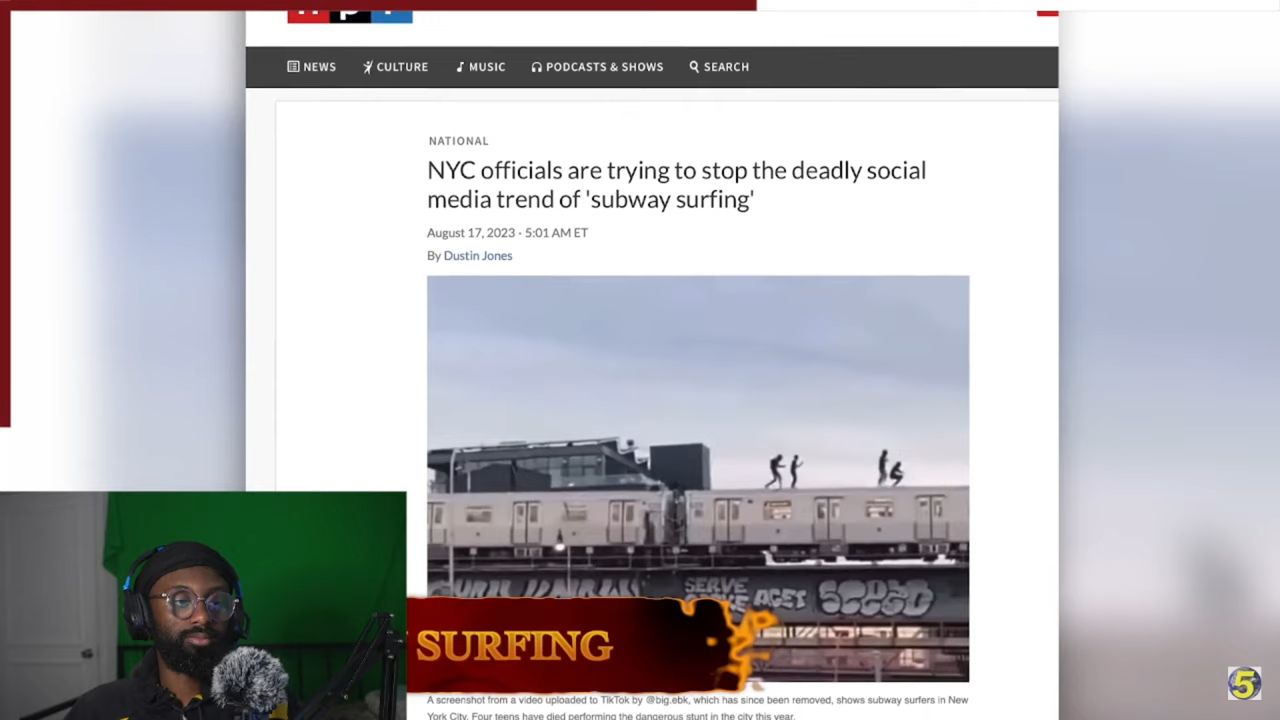 NEWS
CULTURE
MUSIC
PODCASTS & SHOWS
SEARCH
NATIONAL
NYC officials are trying to stop the deadly social
media trend of 'subway surfing'
August 17, 2023 · 5:01 AM ET
By Dustin Jones
SERVE
AGET
SURFING
A screenshot from a video uploaded to TikTok by @big.ebk, which has since been removed, shows subway surfers in New
York City. Four teens have died performing the dangerous stunt in the city this year.
5